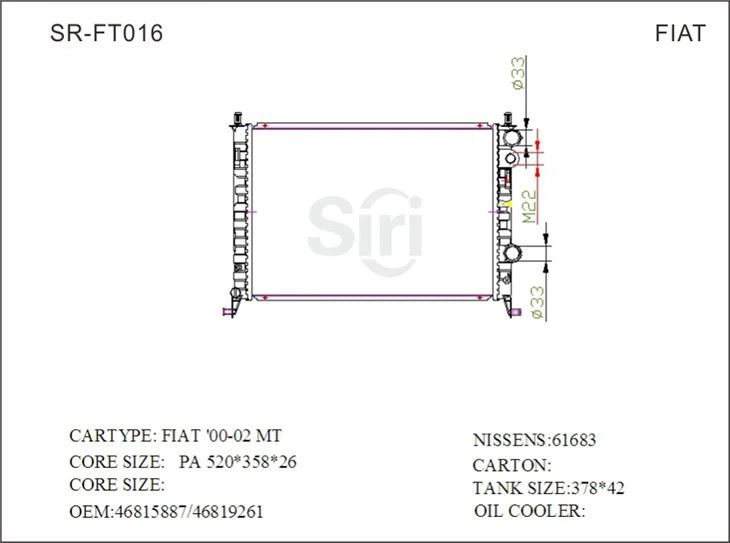 SR-FT016
FIAT
ø33
M22
Siri
ø33
CARTYPE: FIAT '00-02 MT
CORE SIZE: PA 520*358*26
CORE SIZE:
OEM:46815887/46819261
NISSENS:61683
CARTON:
TANK SIZE:378*42
OIL COOLER: